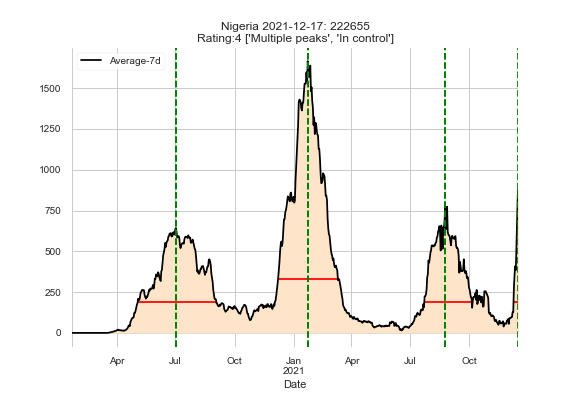 Nigeria 2021-12-17: 222655
Rating:4 ['Multiple peaks', 'In control']
Average-7d
1500
1250
1000
750
500
250
0
Apr
Jul
Oct
Jan
2021
Apr
Jul
Oct
Date